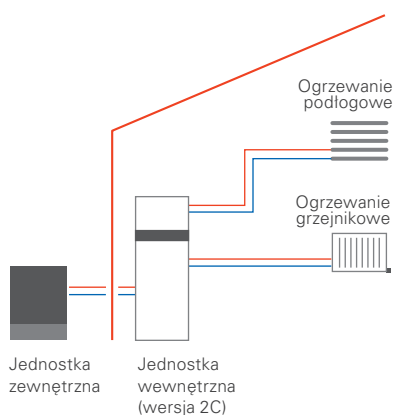 Ogrzewanie
podłogowe
Ogrzewanie
grzejnikowe
Jednostka
zewnętrzna
Jednostka
wewnętrzna
(wersja 2C)